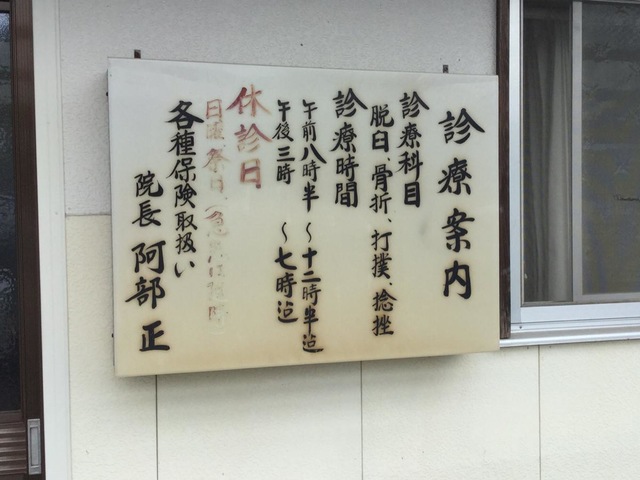 診療案内
診療科目
脱臼、骨折、打撲、捻挫
診療時間
午前八時半～十二時半迠
午後三時～七時迠
休診日
日曜、祭日、
各種保険取扱い
院長 阿部 正